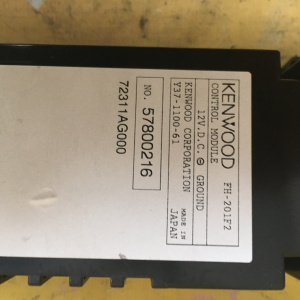 KENWOOD FH-201F2
CONTROL MODULE
12V.D.C. ⊖ GROUND
KENWOOD CORPORATION
Y37-1100-61
MADE IN
JAPAN
NO. 57800216
72311AG000